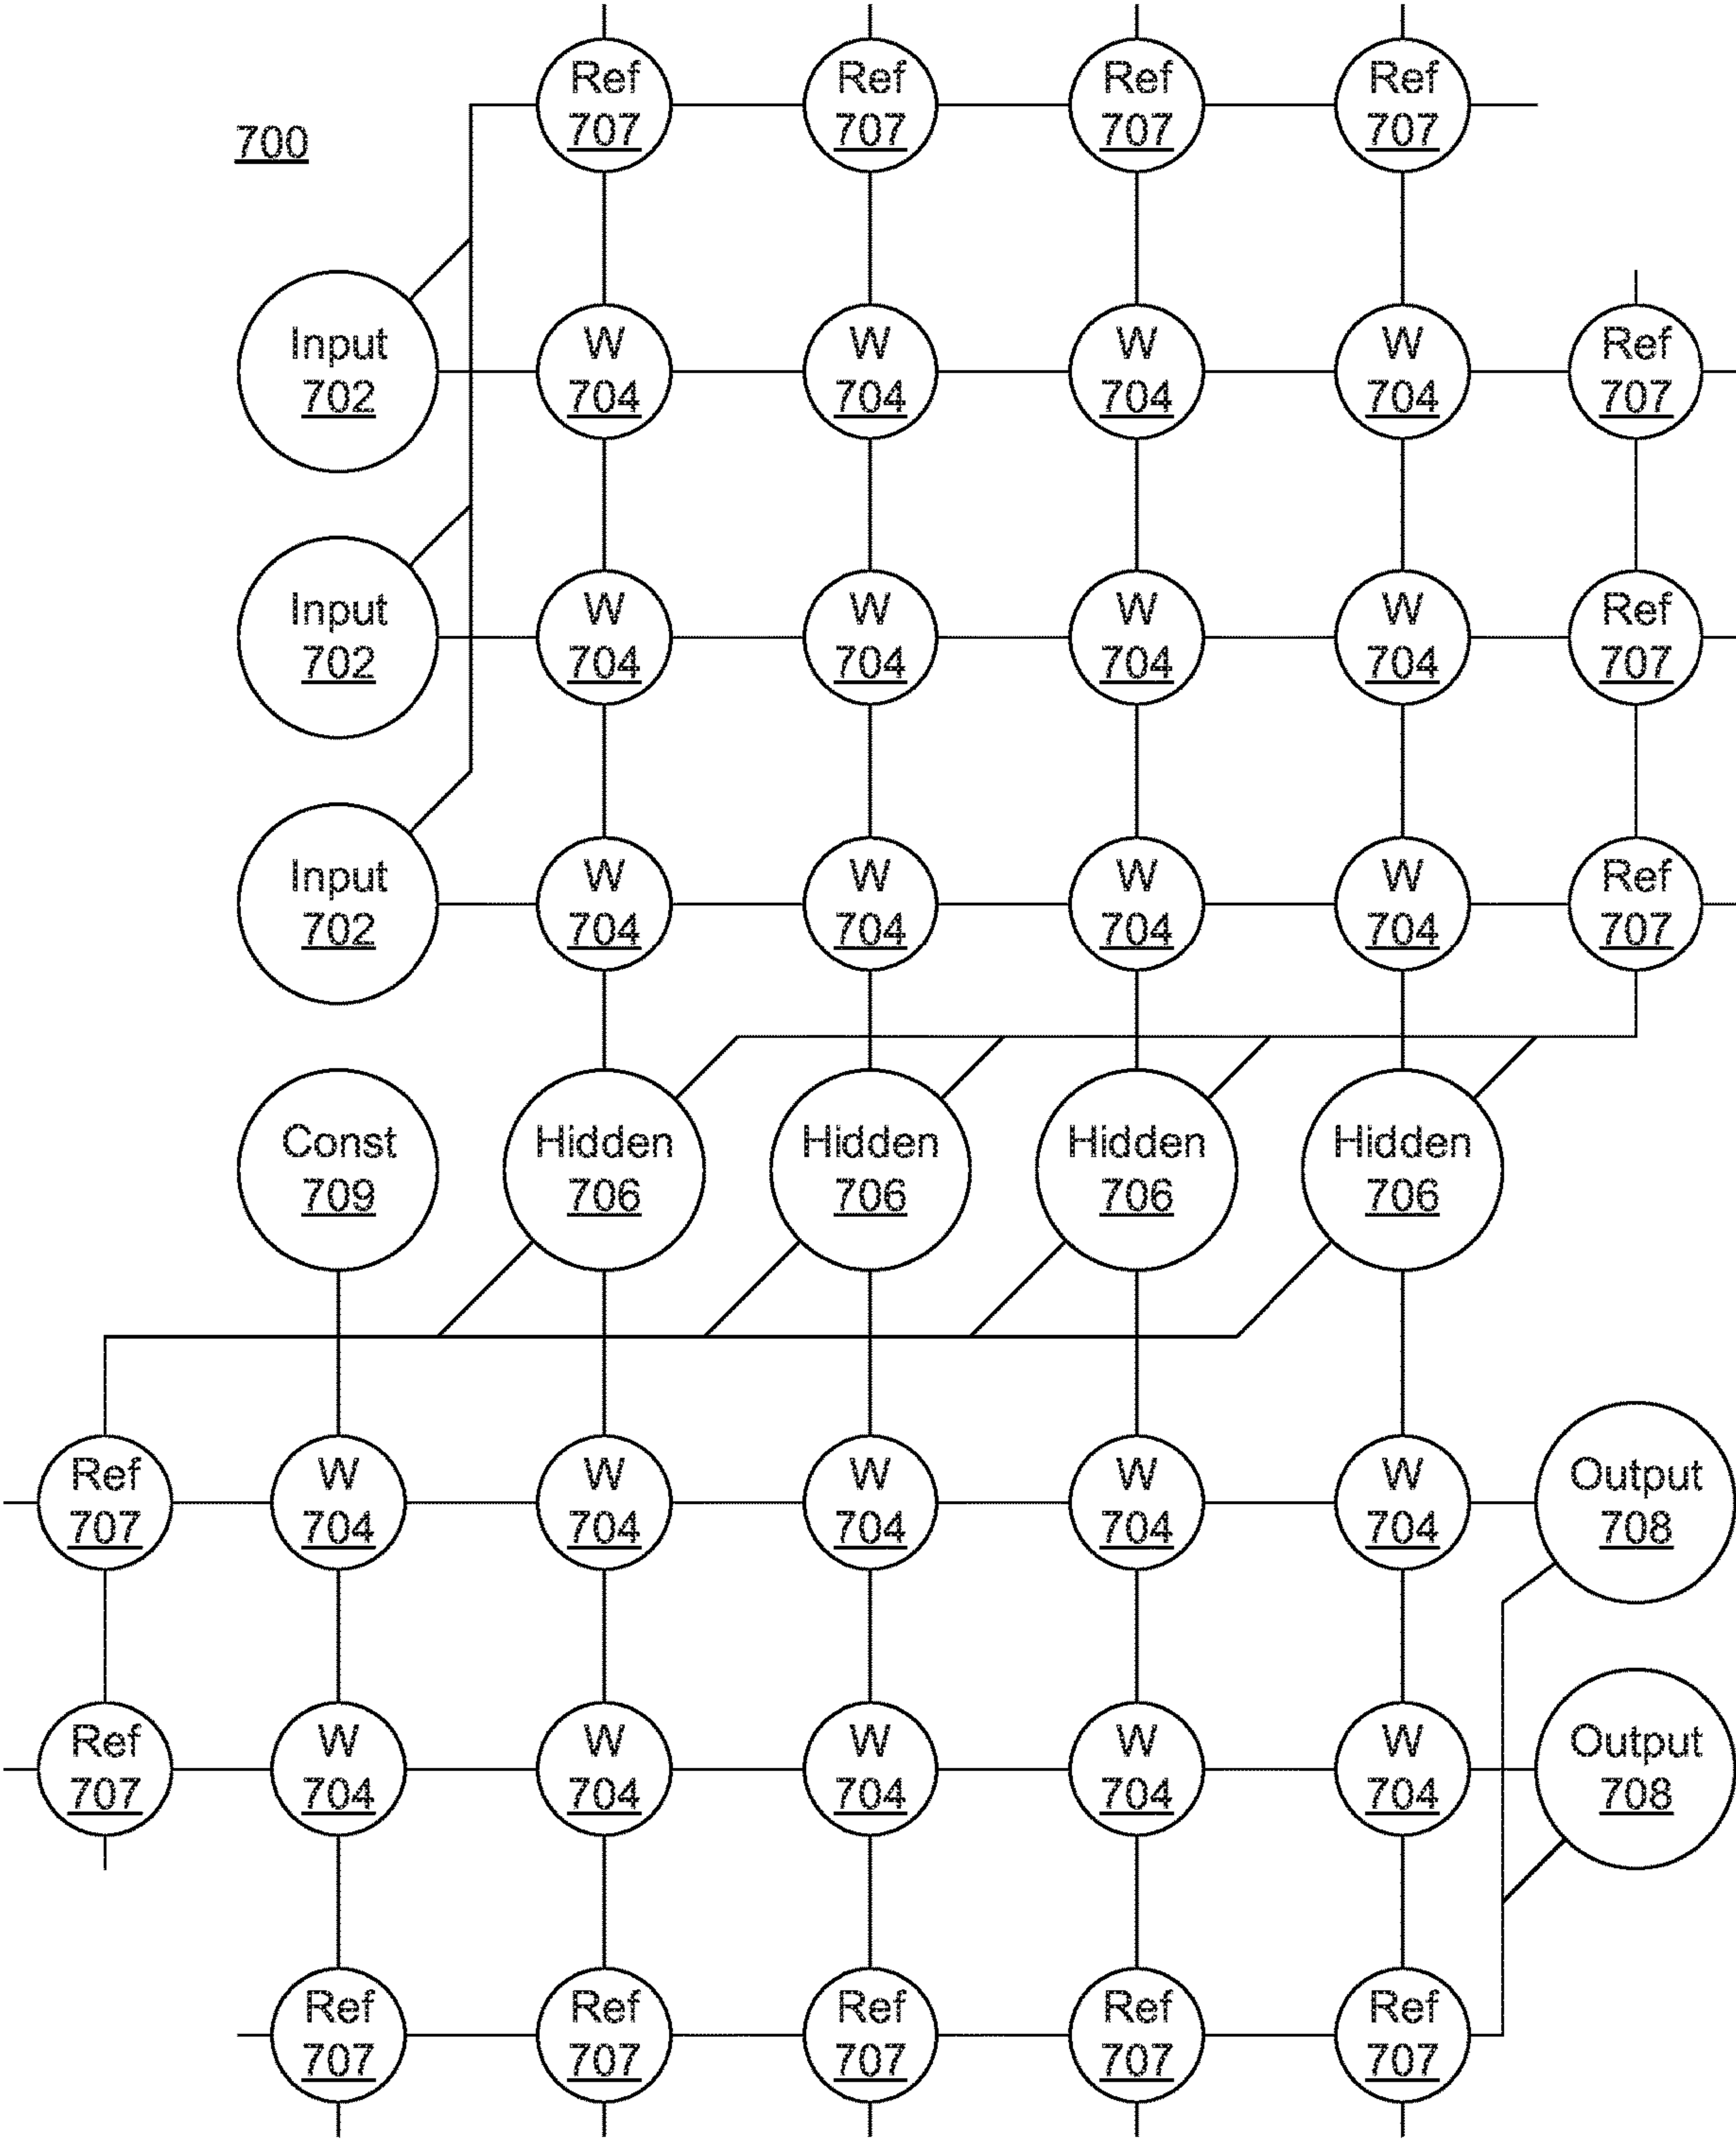 Ref Ref Ref Ref
700 707 707 707 707
Input W W W W Ref
702 704 704 704 704 707
Input W W W W Ref
702 704 704 704 704 707
Input W W W W Ref
702 704 704 704 704 707
Const Hidden Hidden Hidden Hidden
709 706 706 706 706
Ref W W W W W Output
707 704 704 704 704 704 708
Ref W W W W W Output
707 704 704 704 704 704 708
Ref Ref Ref Ref Ref
707 707 707 707 707